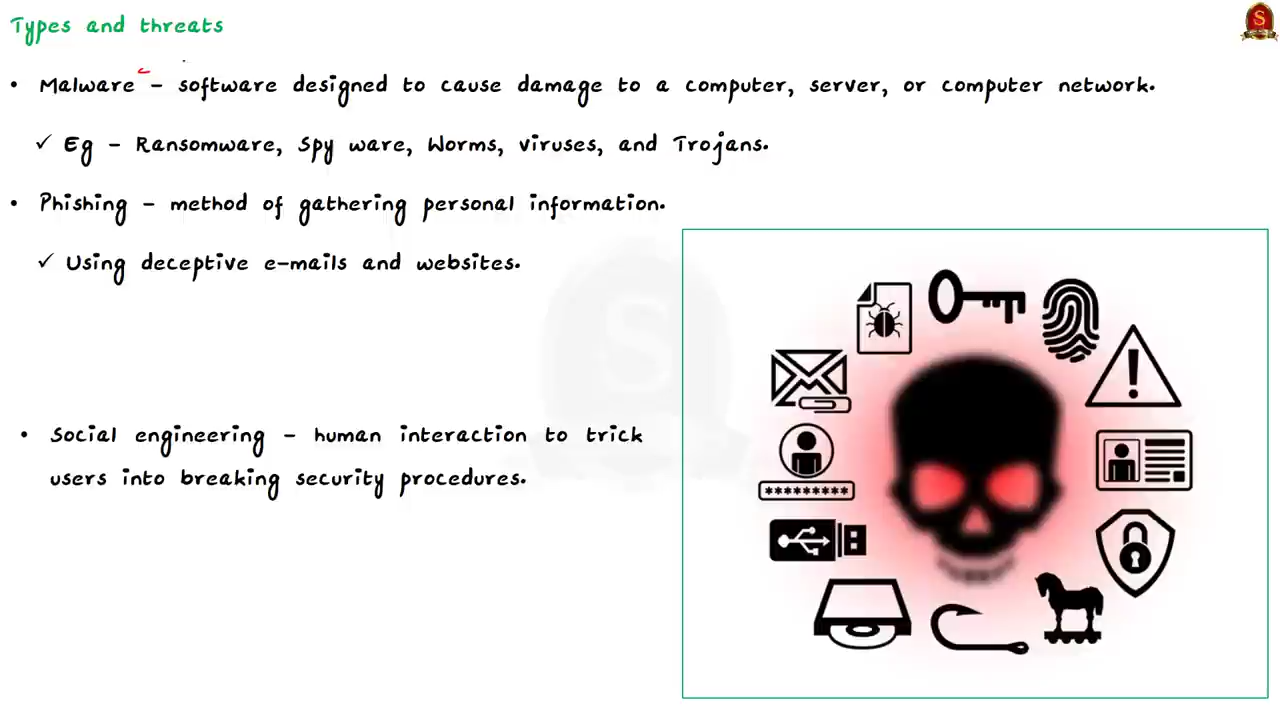 Types and threats
• Malware – software designed to cause damage to a computer, server, or computer network.
✓ Eg – Ransomware, Spy ware, Worms, viruses, and Trojans.
• Phishing – method of gathering personal information.
✓ Using deceptive e-mails and websites.
• Social engineering – human interaction to trick
users into breaking security procedures.
*********
S